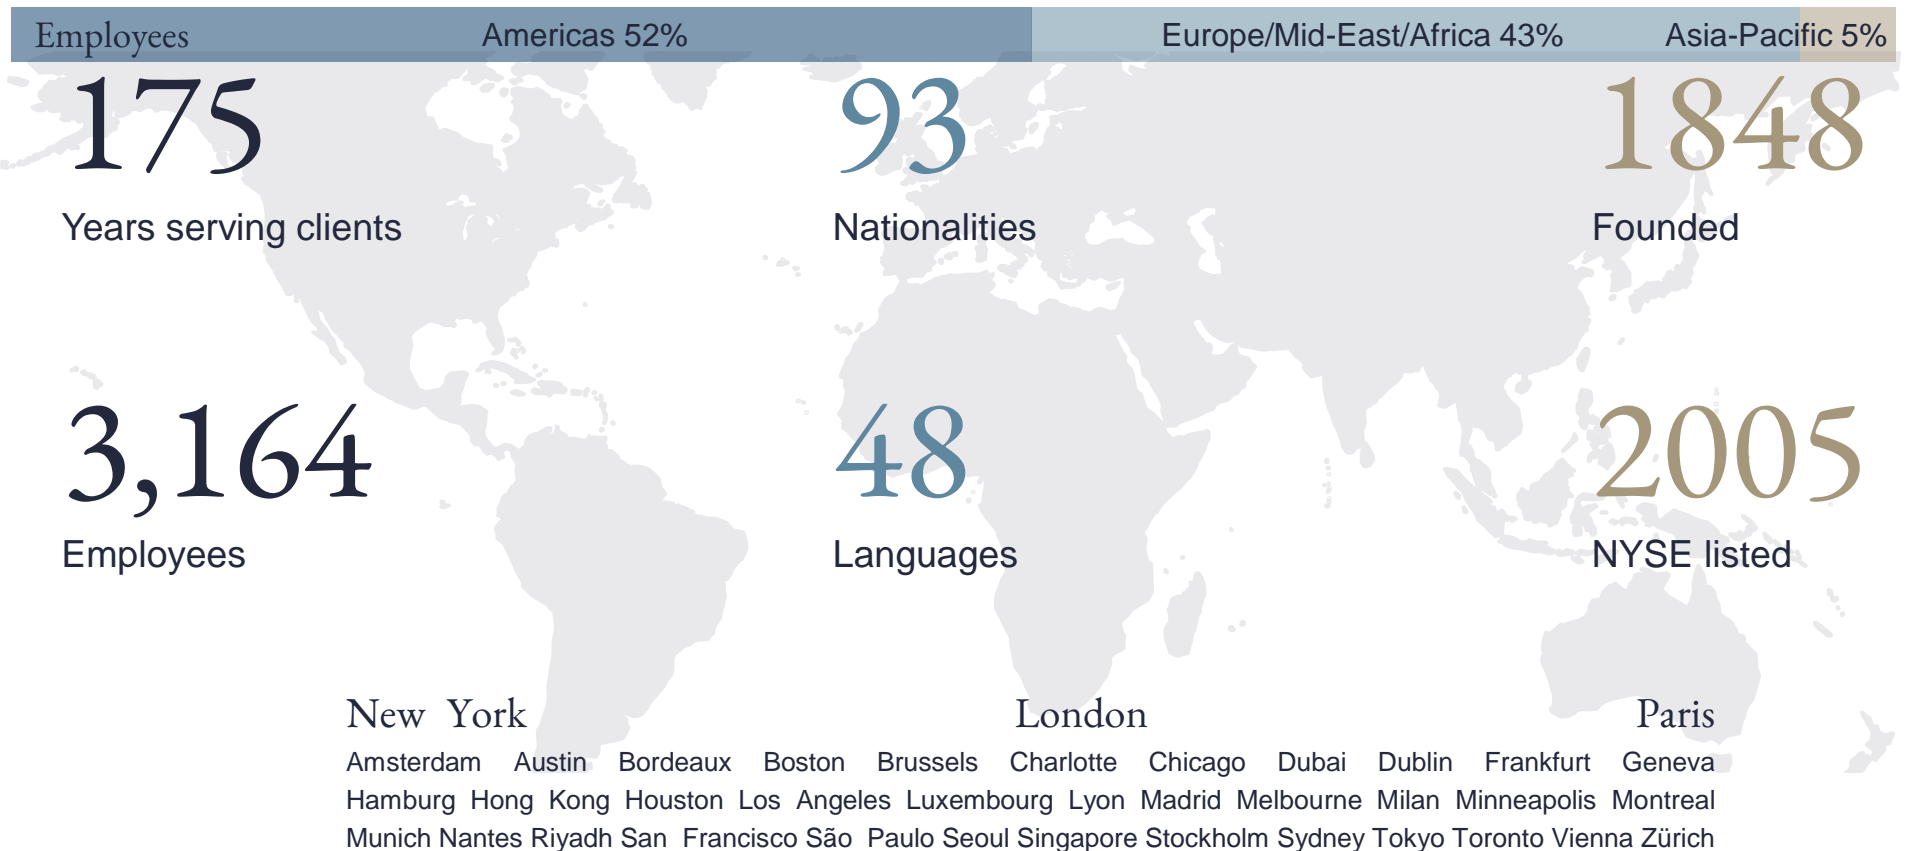 Employees Americas 52% Europe/Mid-East/Africa 43% Asia-Pacific 5%
175 93 1848
Years serving clients Nationalities Founded
3,164 48 2005
Employees Languages NYSE listed
New York London Paris
Amsterdam Austin Bordeaux Boston Brussels Charlotte Chicago Dubai Dublin Frankfurt Geneva
Hamburg Hong Kong Houston Los Angeles Luxembourg Lyon Madrid Melbourne Milan Minneapolis Montreal
Munich Nantes Riyadh San Francisco São Paulo Seoul Singapore Stockholm Sydney Tokyo Toronto Vienna Zürich